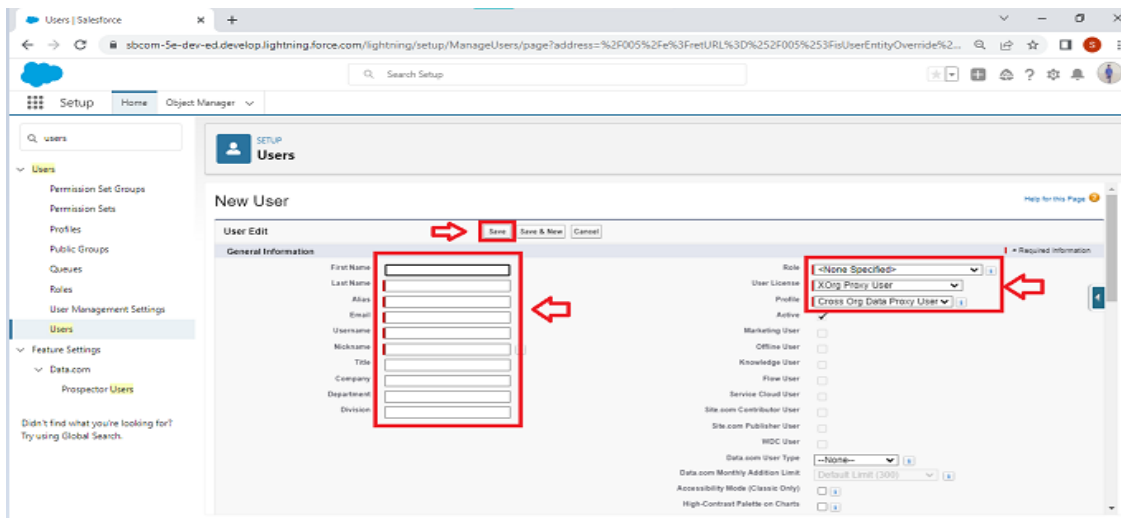 Users | Salesforce
sbcom-5e-dev-ed.develop.lightning.force.com/lightning/setup/ManageUsers/page?address=%2F005%2Fe%3FretURL%3D%252F005%253FisUserEntityOverride%2...
S
Search Setup
Setup
Home
Object Manager
users
Users
Permission Set Groups
Permission Sets
Profiles
Public Groups
Queues
Roles
User Management Settings
Users
Feature Settings
Data.com
Prospector Users
Didn't find what you're looking for?
Try using Global Search.
SETUP
Users
New User
Help for this Page
User Edit
Save
Save & New
Cancel
General Information
= Required Information
First Name
Last Name
Alias
Email
Username
Nickname
Title
Company
Department
Division
Role <None Specified>
User License XOrg Proxy User
Profile Cross Org Data Proxy User
Active
Marketing User
Offline User
Knowledge User
Flow User
Service Cloud User
Site.com Contributor User
Site.com Publisher User
WDC User
Data.com User Type --None--
Data.com Monthly Addition Limit Default Limit (300)
Accessibility Mode (Classic Only)
High-Contrast Palette on Charts